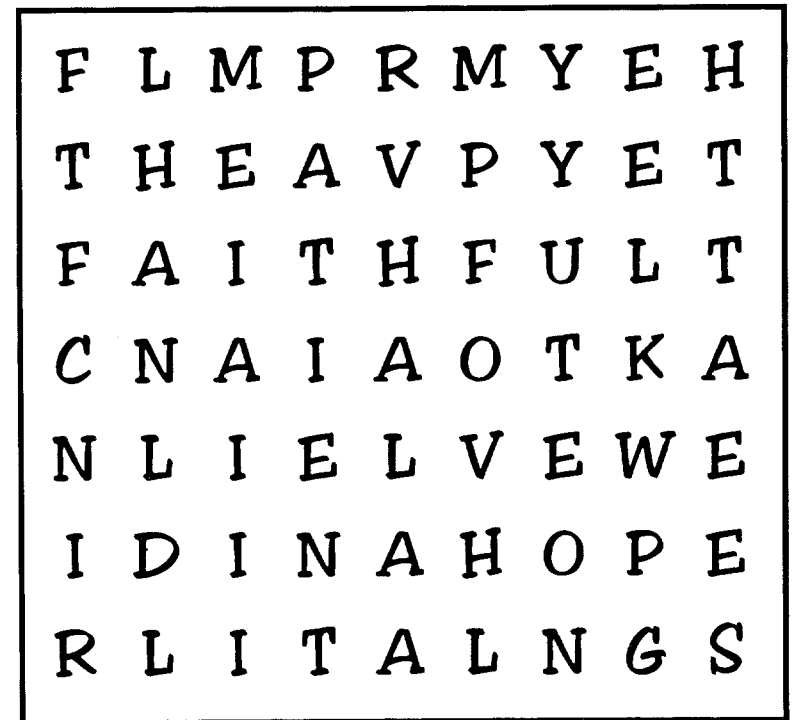 F L M P R M Y E H
T H E A V P Y E T
F A I T H F U L T
C N A I A O T K A
N L I E L V E W E
I D I N A H O P E
R L I T A L N G S